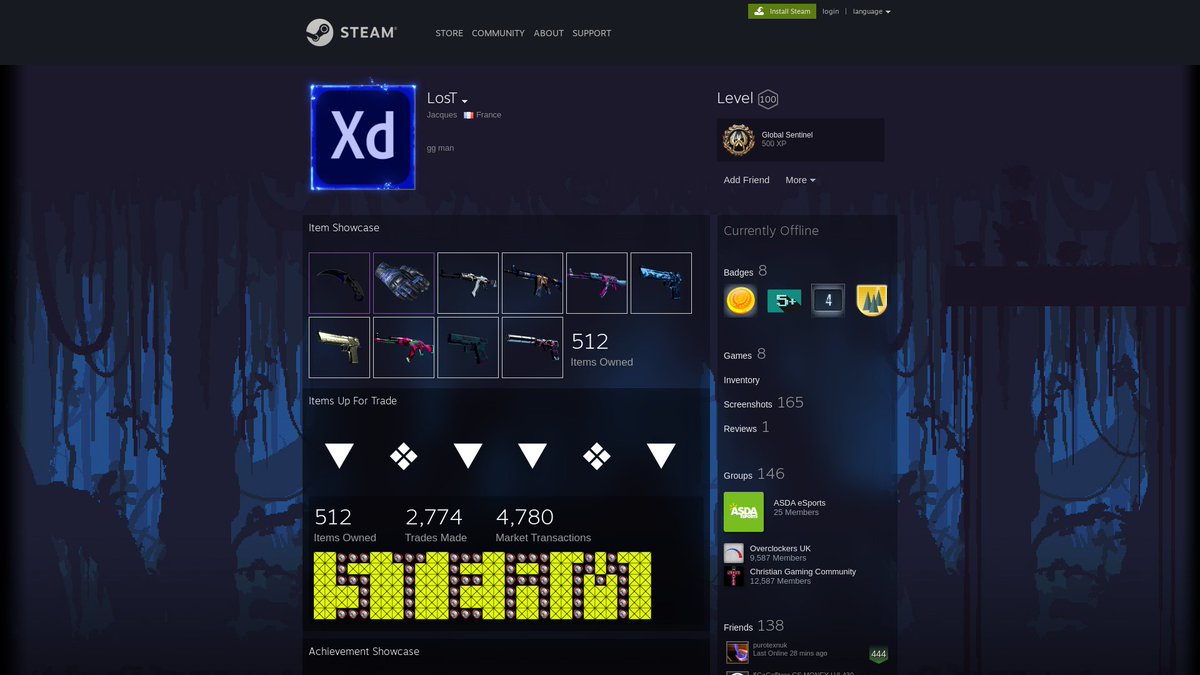 Install Steam
login | language
STEAM®
STORE COMMUNITY ABOUT SUPPORT
Xd
LosT
Jacques France
gg man
Level 100
Global Sentinel
500 XP
Add Friend More
Item Showcase
512
Items Owned
Items Up For Trade
512 2,774 4,780
Items Owned Trades Made Market Transactions
STEAM
Achievement Showcase
Currently Offline
Badges 8
5+ 4
Games 8
Inventory
Screenshots 165
Reviews 1
Groups 146
ASDA
ASDA eSports
25 Members
Overclockers UK
9,587 Members
Christian Gaming Community
12,587 Members
Friends 138
purotexnuk
Last Online 28 mins ago
444